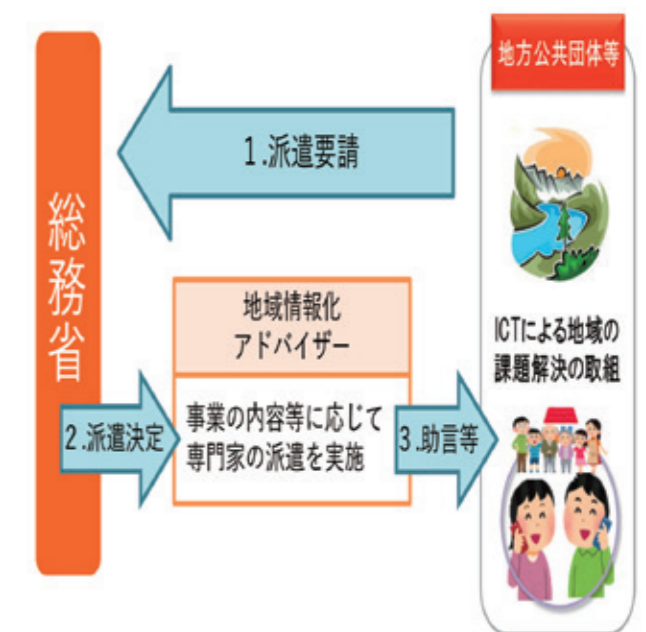 地方公共団体等
1.派遣要請
総務省
地域情報化
アドバイザー
ICTによる地域の
課題解決の取組
2.派遣決定
事業の内容等に応じて
専門家の派遣を実施
3.助言等